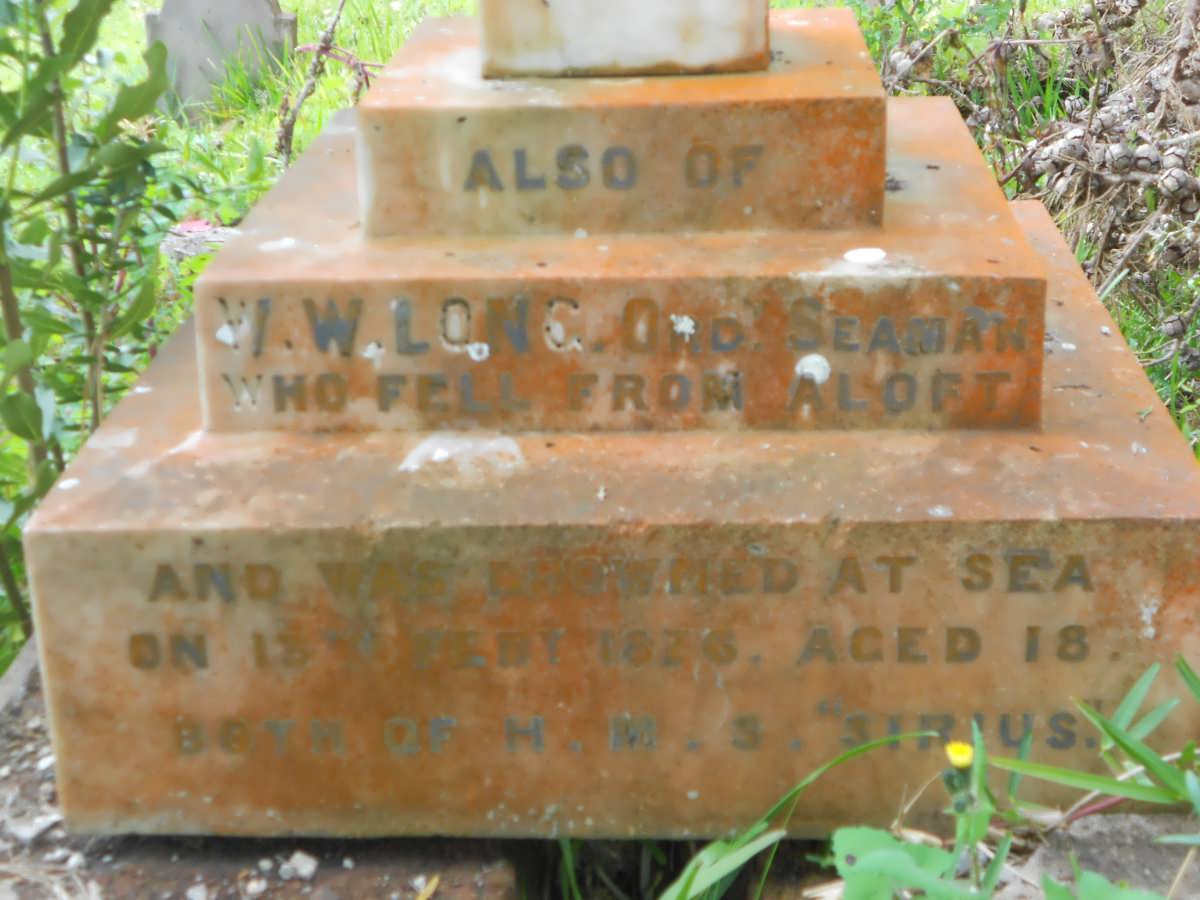 ALSO OF
W. W. LONG. ORD. SEAMAN
WHO FELL FROM ALOFT
AND WAS DROWNED AT SEA
ON FEBY AGED 18.
BOTH OF H.M.S. "SIRIUS."